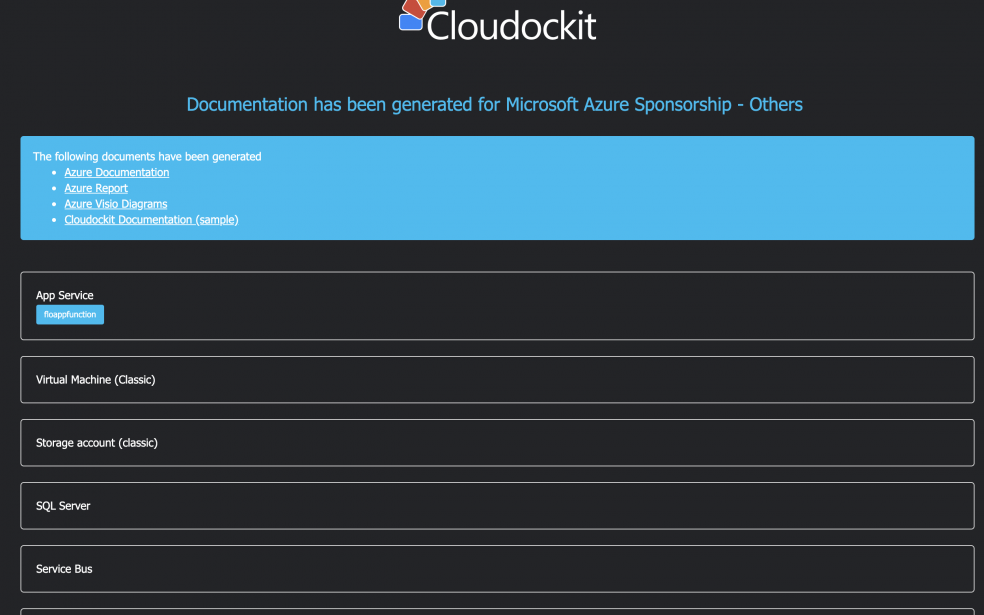 Cloudockit
Documentation has been generated for Microsoft Azure Sponsorship - Others
The following documents have been generated
Azure Documentation
Azure Report
Azure Visio Diagrams
Cloudockit Documentation (sample)
App Service
floappfunction
Virtual Machine (Classic)
Storage account (classic)
SQL Server
Service Bus